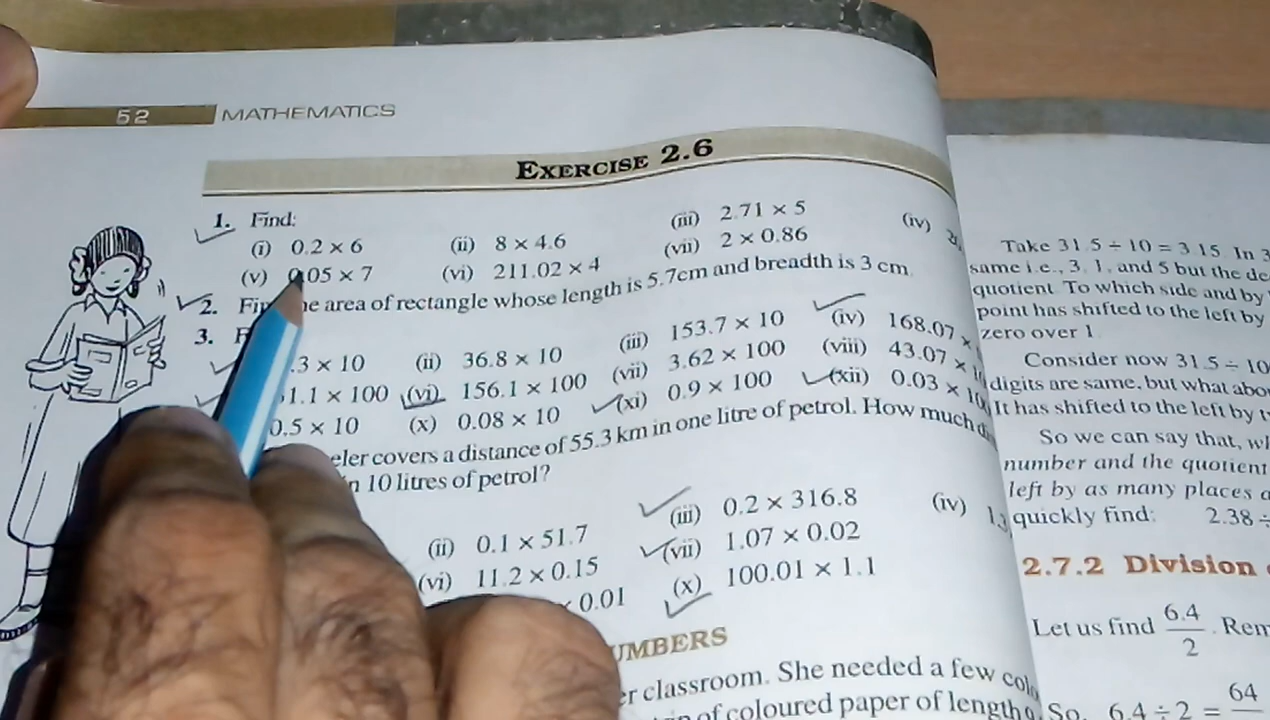 52 MATHEMATICS
EXERCISE 2.6
1. Find:
(i) 0.2 × 6 (ii) 8 × 4.6 (iii) 2.71 × 5 (iv)
(v) 0.05 × 7 (vi) 211.02 × 4 (vii) 2 × 0.86
2. the area of rectangle whose length is 5.7cm and breadth is 3 cm.
3.
.3 × 10 (ii) 36.8 × 10 (iii) 153.7 × 10 (iv) 168.07 ×
1.1 × 100 (vi) 156.1 × 100 (vii) 3.62 × 100 (viii) 43.07 ×
0.5 × 10 (x) 0.08 × 10 (xi) 0.9 × 100 (xii) 0.03 ×
eler covers a distance of 55.3 km in one litre of petrol. How much
n 10 litres of petrol?
(ii) 0.1 × 51.7 (iii) 0.2 × 316.8 (iv)
(vi) 11.2 × 0.15 (vii) 1.07 × 0.02
× 0.01 (x) 100.01 × 1.1
UMBERS
er classroom. She needed a few
of coloured paper of length
Take 31.5 ÷ 10 = 3.15. In
same i.e., 3, 1, and 5 but the de
quotient. To which side and by
point has shifted to the left by
zero over 1.
Consider now 31.5 ÷ 10
digits are same, but what abo
It has shifted to the left by t
So we can say that, wh
number and the quotient
left by as many places a
quickly find: 2.38 ÷
2.7.2 Division
Let us find 6.4/2 . Rem
So, 6.4 ÷ 2 = 64